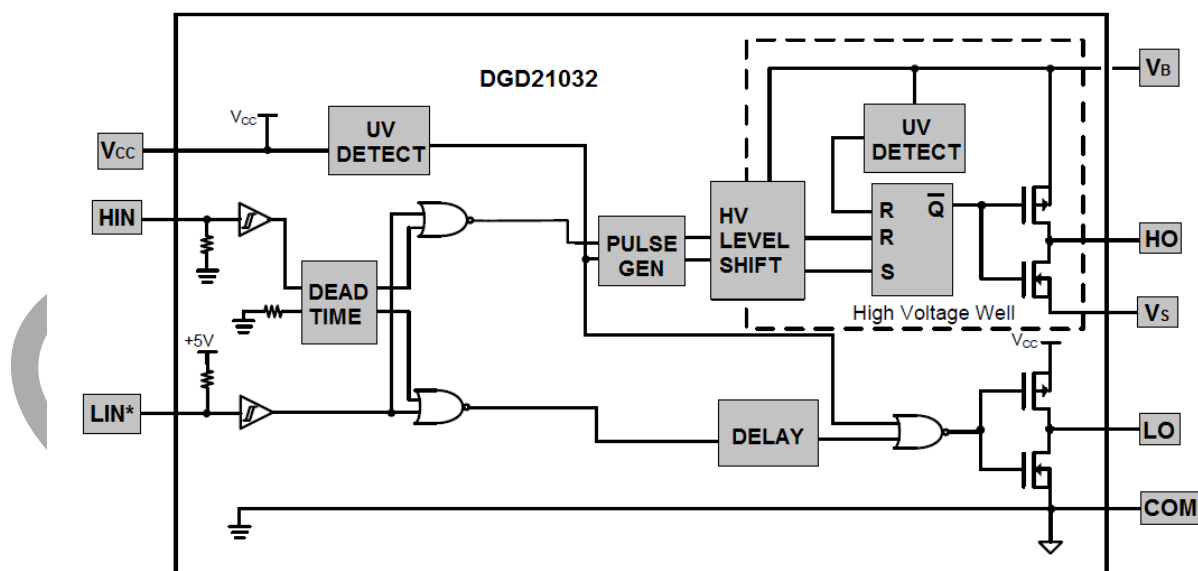 DGD21032
VB
VCC
VCC
UV
DETECT
UV
DETECT
HIN
HV
LEVEL
SHIFT
R
Q
R
S
PULSE
GEN
HO
DEAD
TIME
High Voltage Well
VS
+5V
VCC
LIN*
DELAY
LO
COM